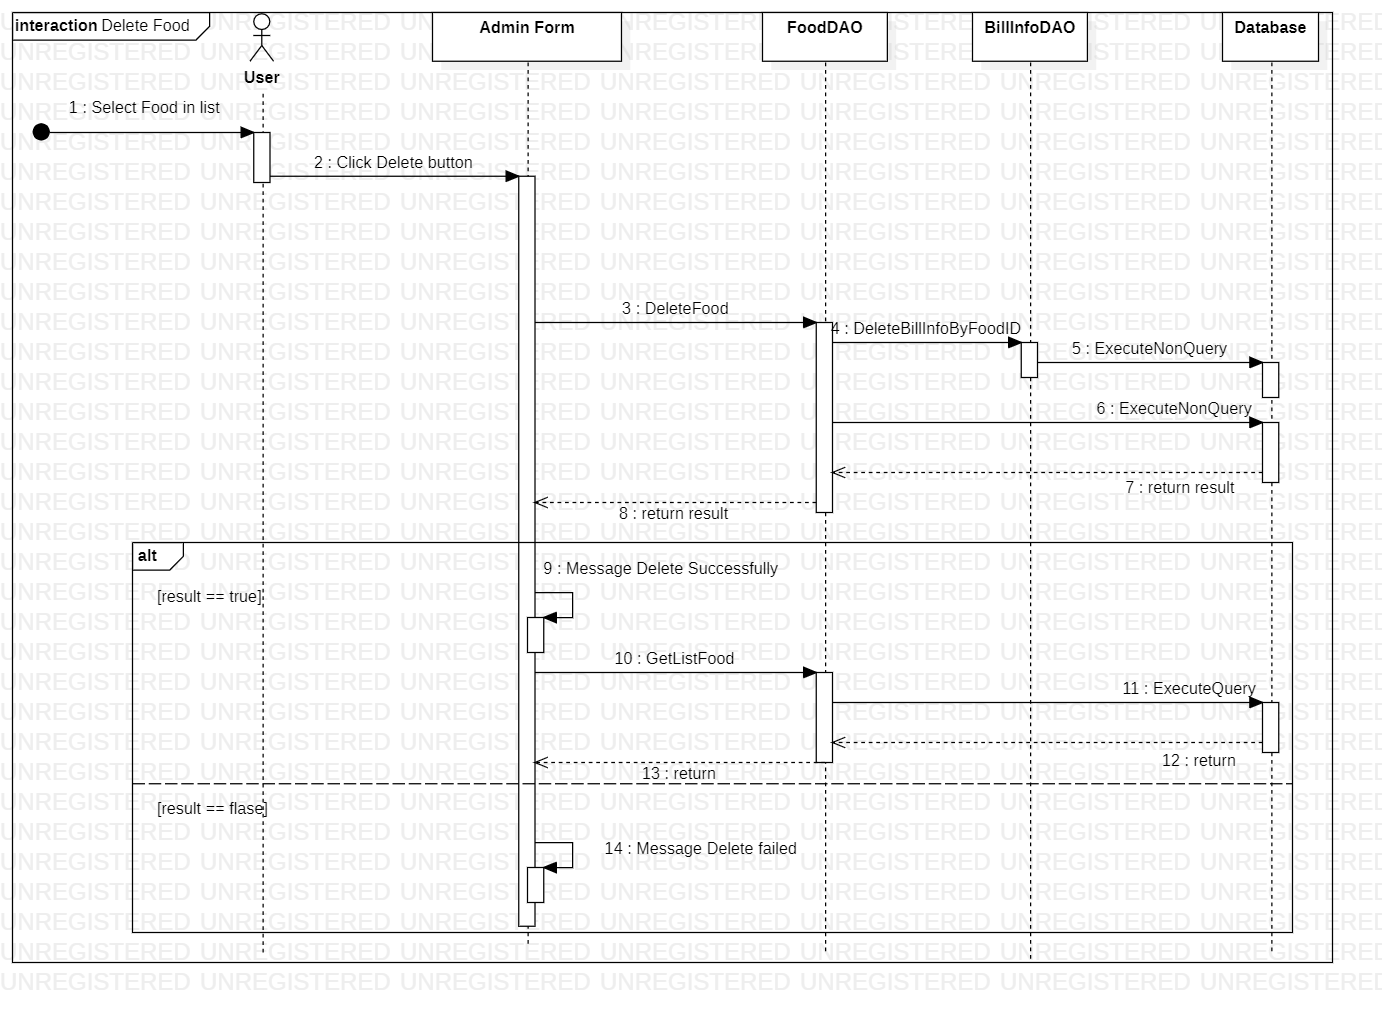 interaction Delete Food
User
Admin Form
FoodDAO
BillInfoDAO
Database
1 : Select Food in list
2 : Click Delete button
3 : DeleteFood
4 : DeleteBillInfoByFoodID
5 : ExecuteNonQuery
6 : ExecuteNonQuery
7 : return result
8 : return result
alt
9 : Message Delete Successfully
[result == true]
10 : GetListFood
11 : ExecuteQuery
12 : return
13 : return
[result == flase]
14 : Message Delete failed
UNREGISTERED